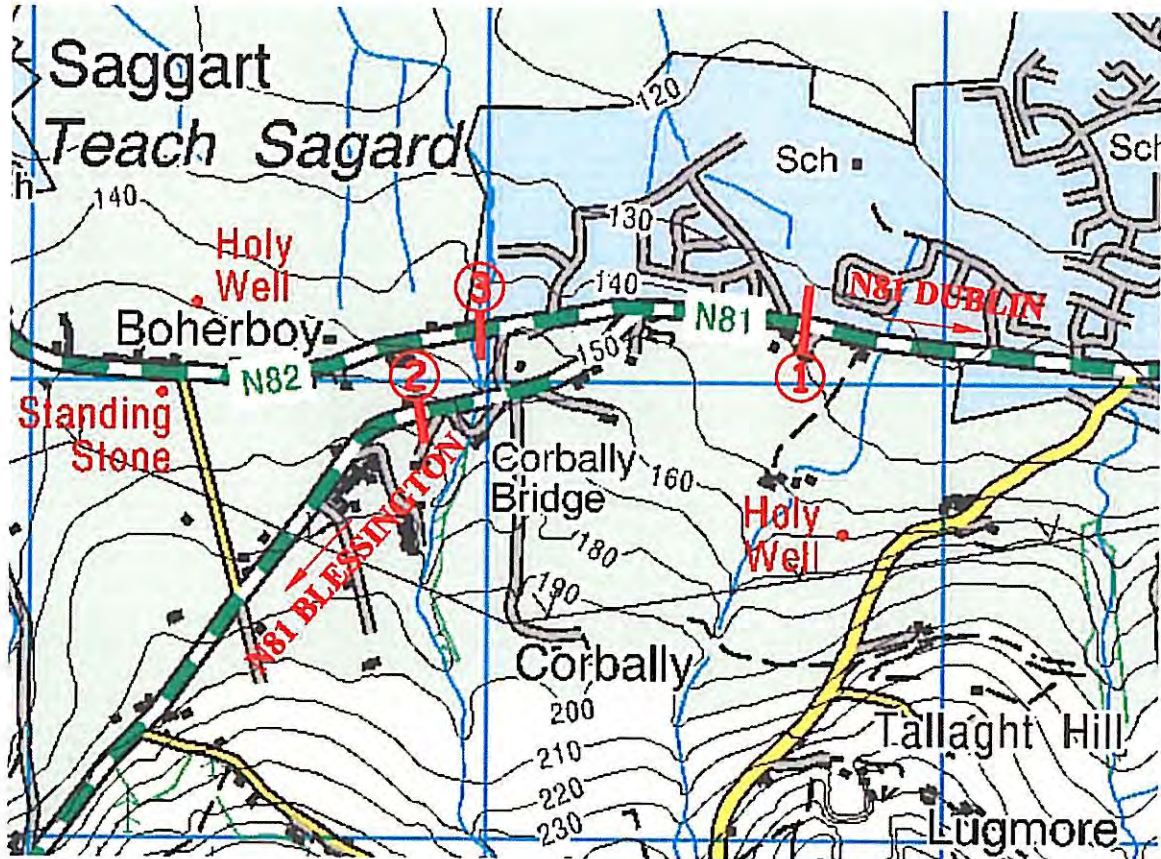 Saggart
Teach Sagard
h
140
120
Sch
Sch
130
Holy
Well
3
140
N81 DUBLIN
N81
Boherboy
150
N82
2
1
Standing
Stone
Corbally
Bridge
160
Holy
Well
180
190
N81 BLESSINGTON
Corbally
200
210
220
230
Tallaght Hill
Lugmore